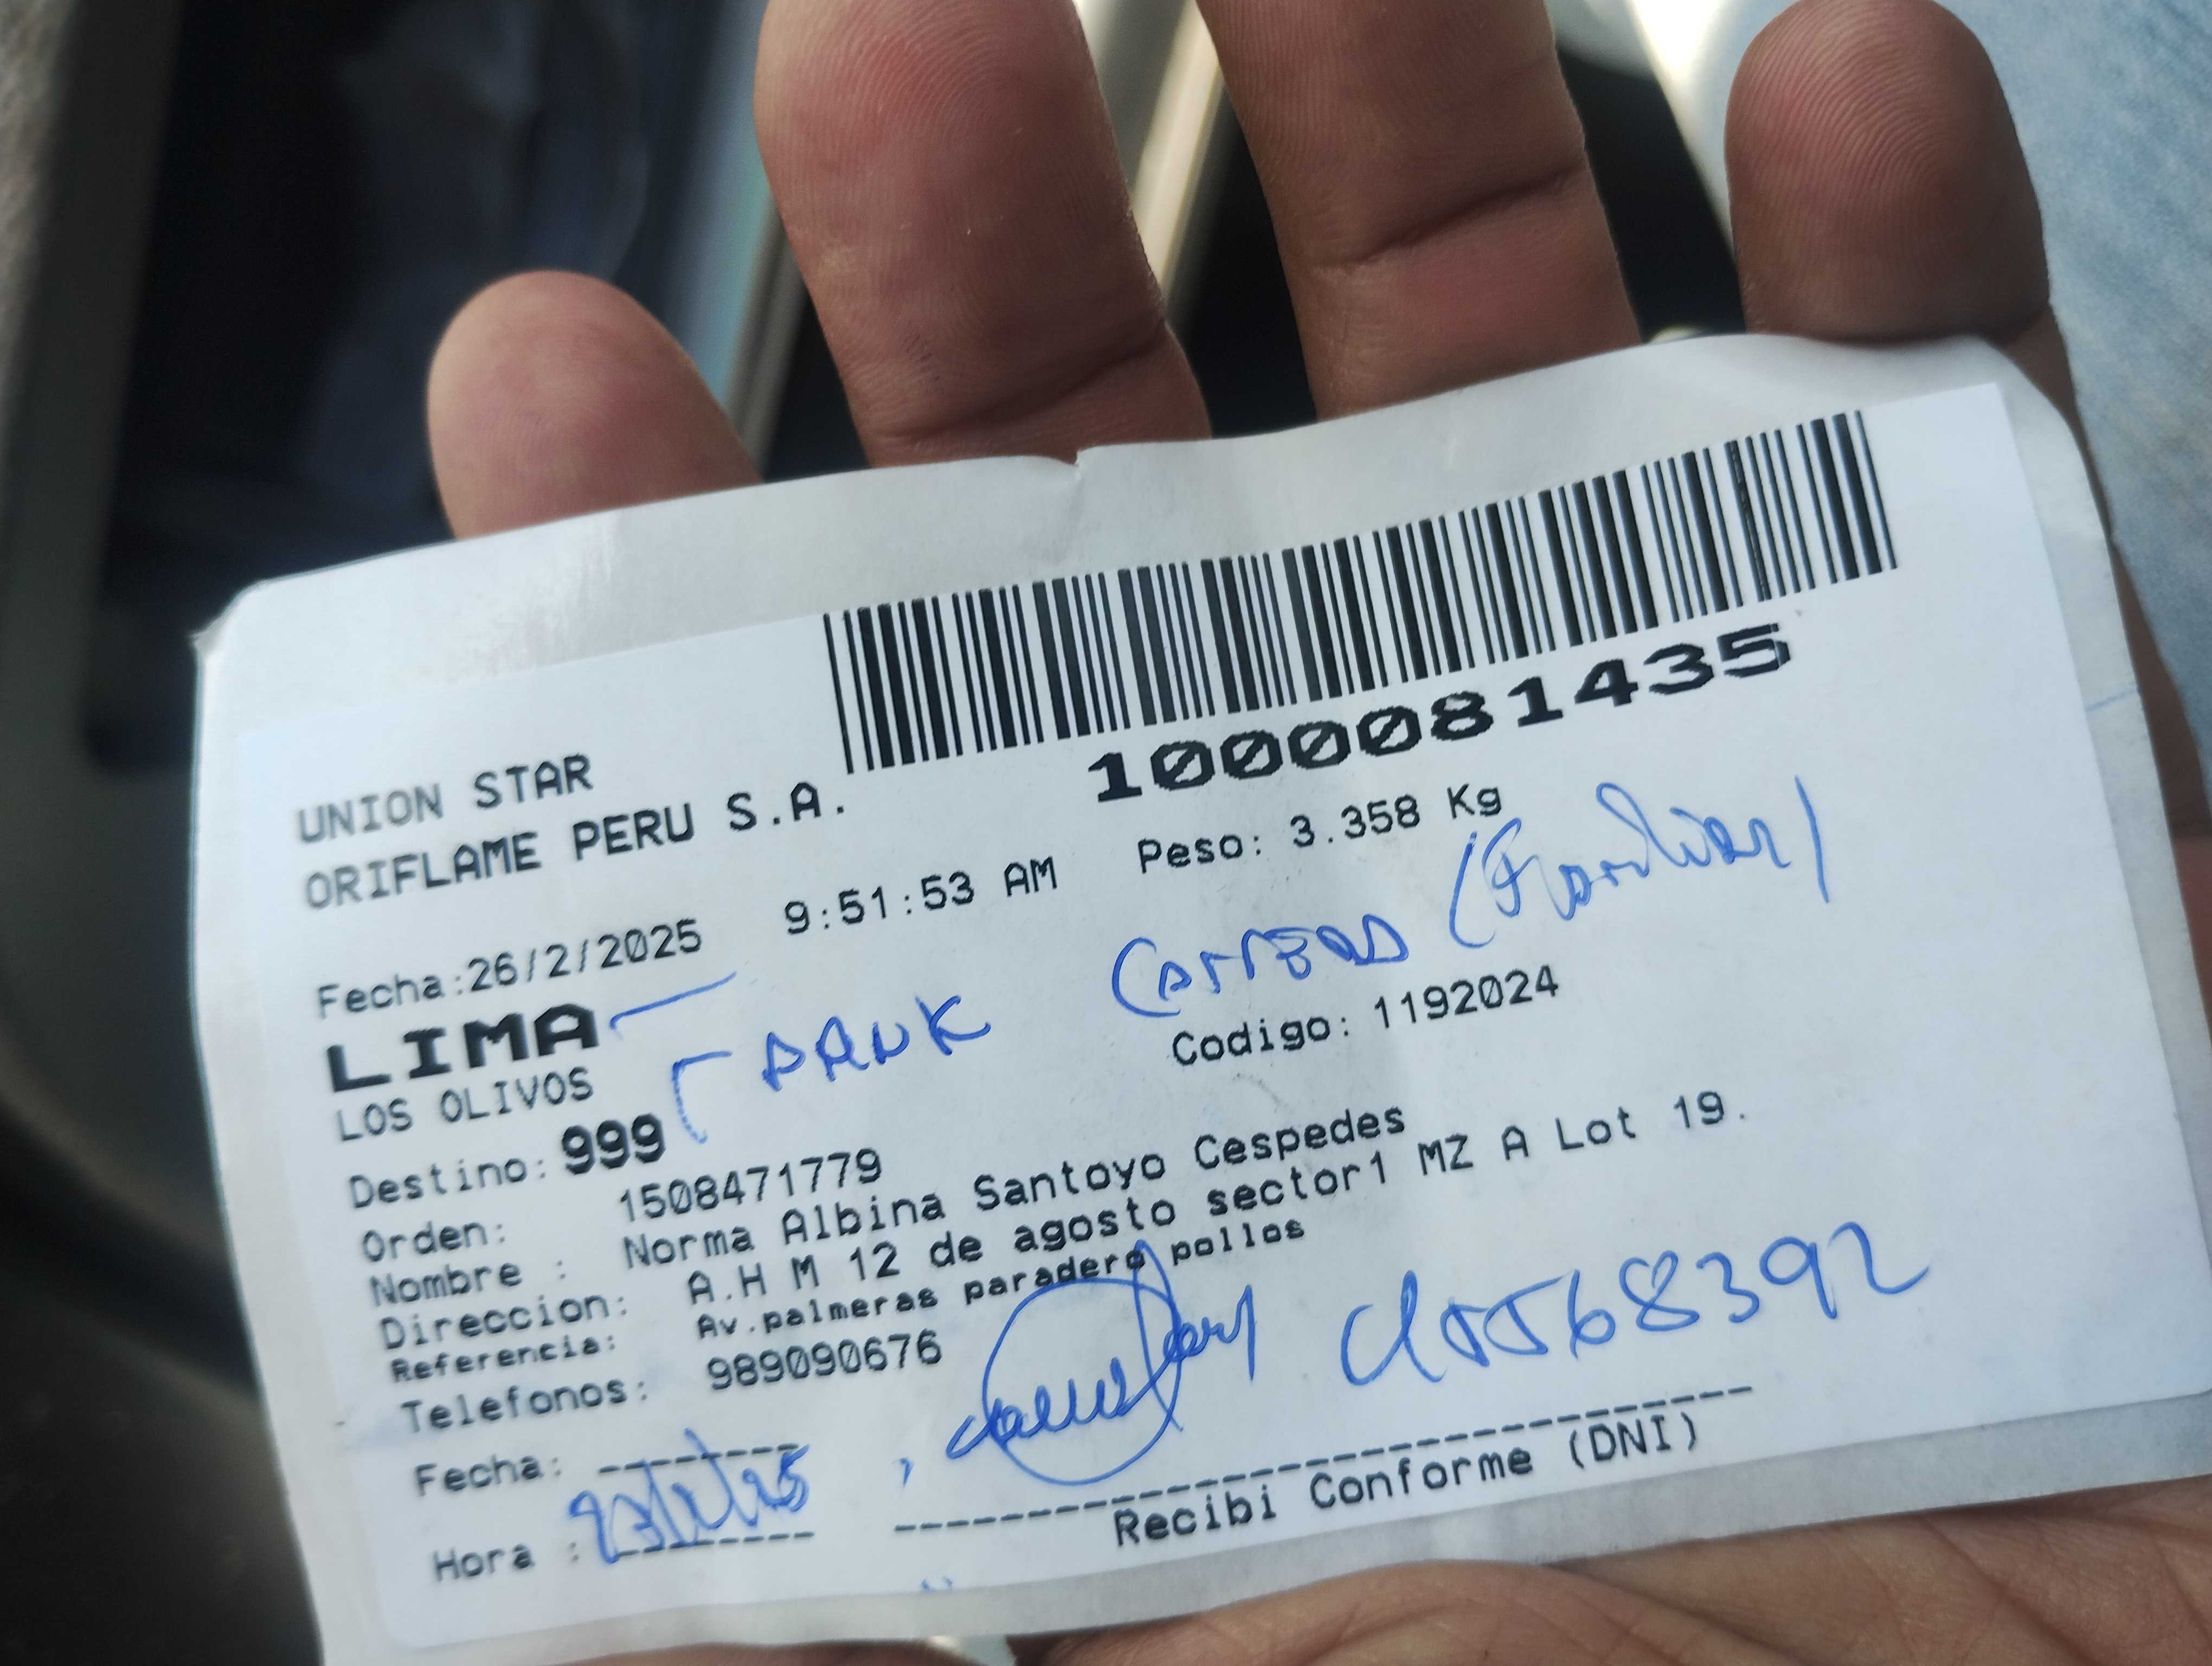 1000081435
UNION STAR
ORIFLAME PERU S.A.
Fecha:26/2/2025 9:51:53 AM Peso: 3.358 Kg
LIMA
FRANK (Familiar)
LOS OLIVOS Codigo: 1192024
Destino: 999
Orden: 1508471779
Nombre : Norma Albina Santoyo Cespedes
Direccion: A.H M 12 de agosto sector1 MZ A Lot 19.
Referencia: Av.palmeras paradero pollos
Telefonos: 989090676
Fecha:
Hora :
Recibi Conforme (DNI)